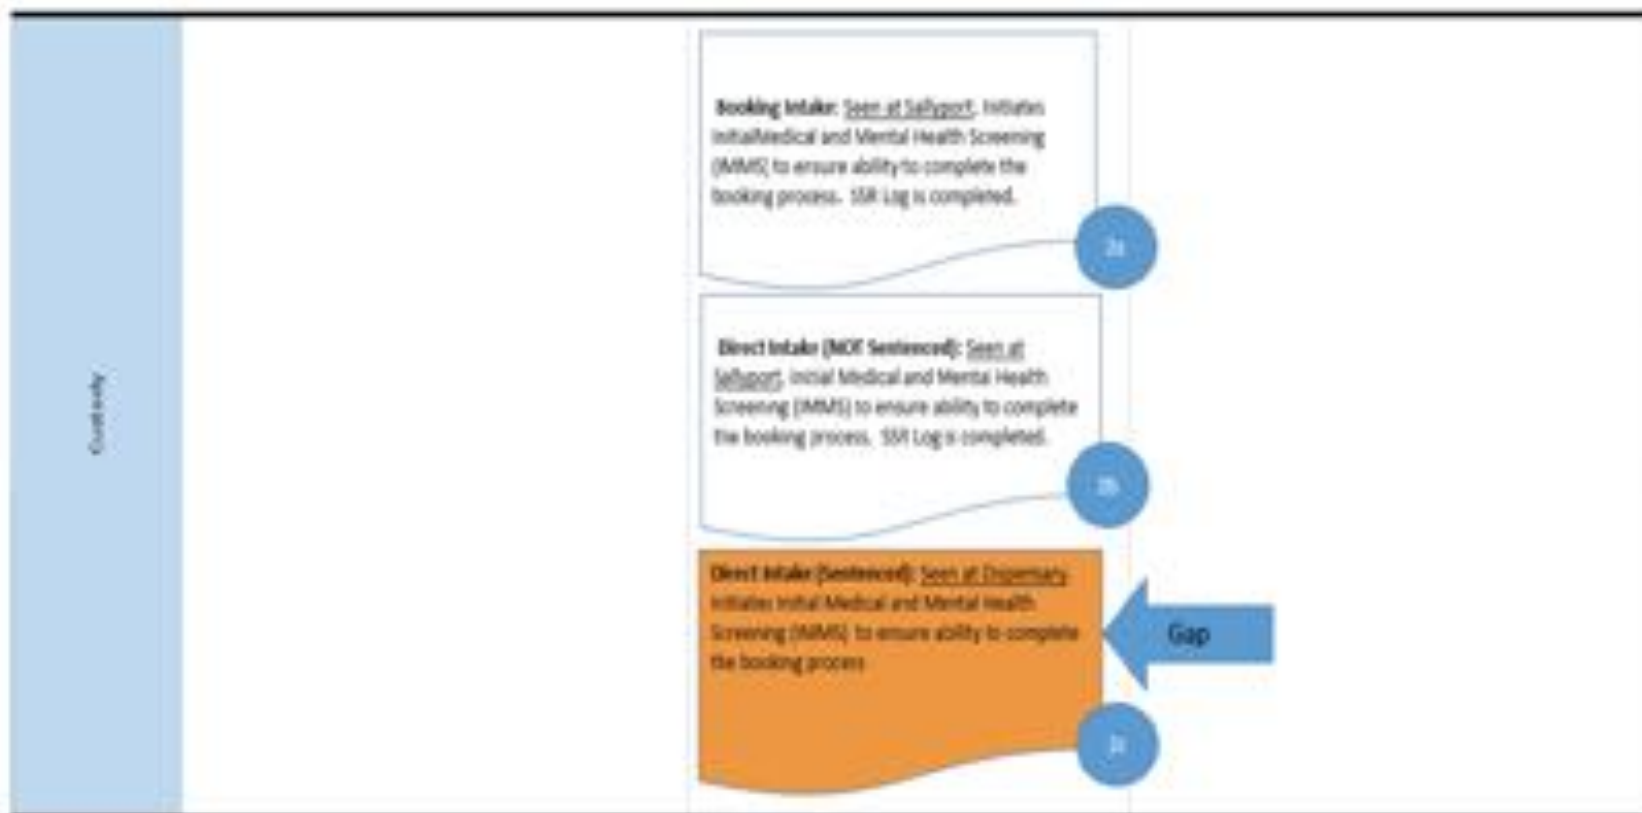 Booking Intake: Seen at Sallyport. Initiates
InitialMedical and Mental Health Screening
(IMMS) to ensure ability to complete the
booking process. SSR Log is completed.
2a
Direct Intake (NOT Sentenced): Seen at
Sallyport. Initial Medical and Mental Health
Screening (IMMS) to ensure ability to complete
the booking process. SSR Log is completed.
2b
Custody
Direct Intake (Sentenced): Seen at Dispensary.
Initiates Initial Medical and Mental Health
Screening (IMMS) to ensure ability to complete
the booking process
Gap